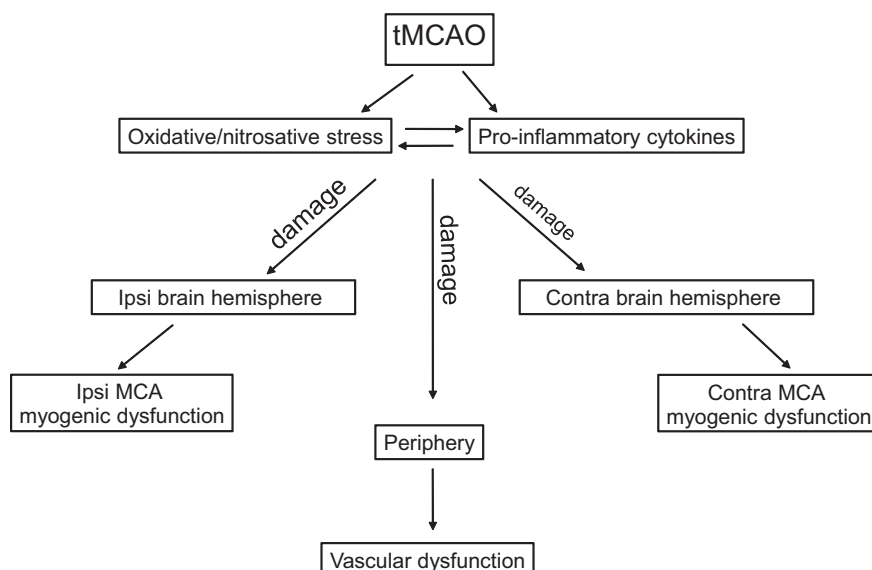 tMCAO
Oxidative/nitrosative stress
Pro-inflammatory cytokines
damage
damage
damage
Ipsi brain hemisphere
Contra brain hemisphere
Ipsi MCA
myogenic dysfunction
Contra MCA
myogenic dysfunction
Periphery
Vascular dysfunction